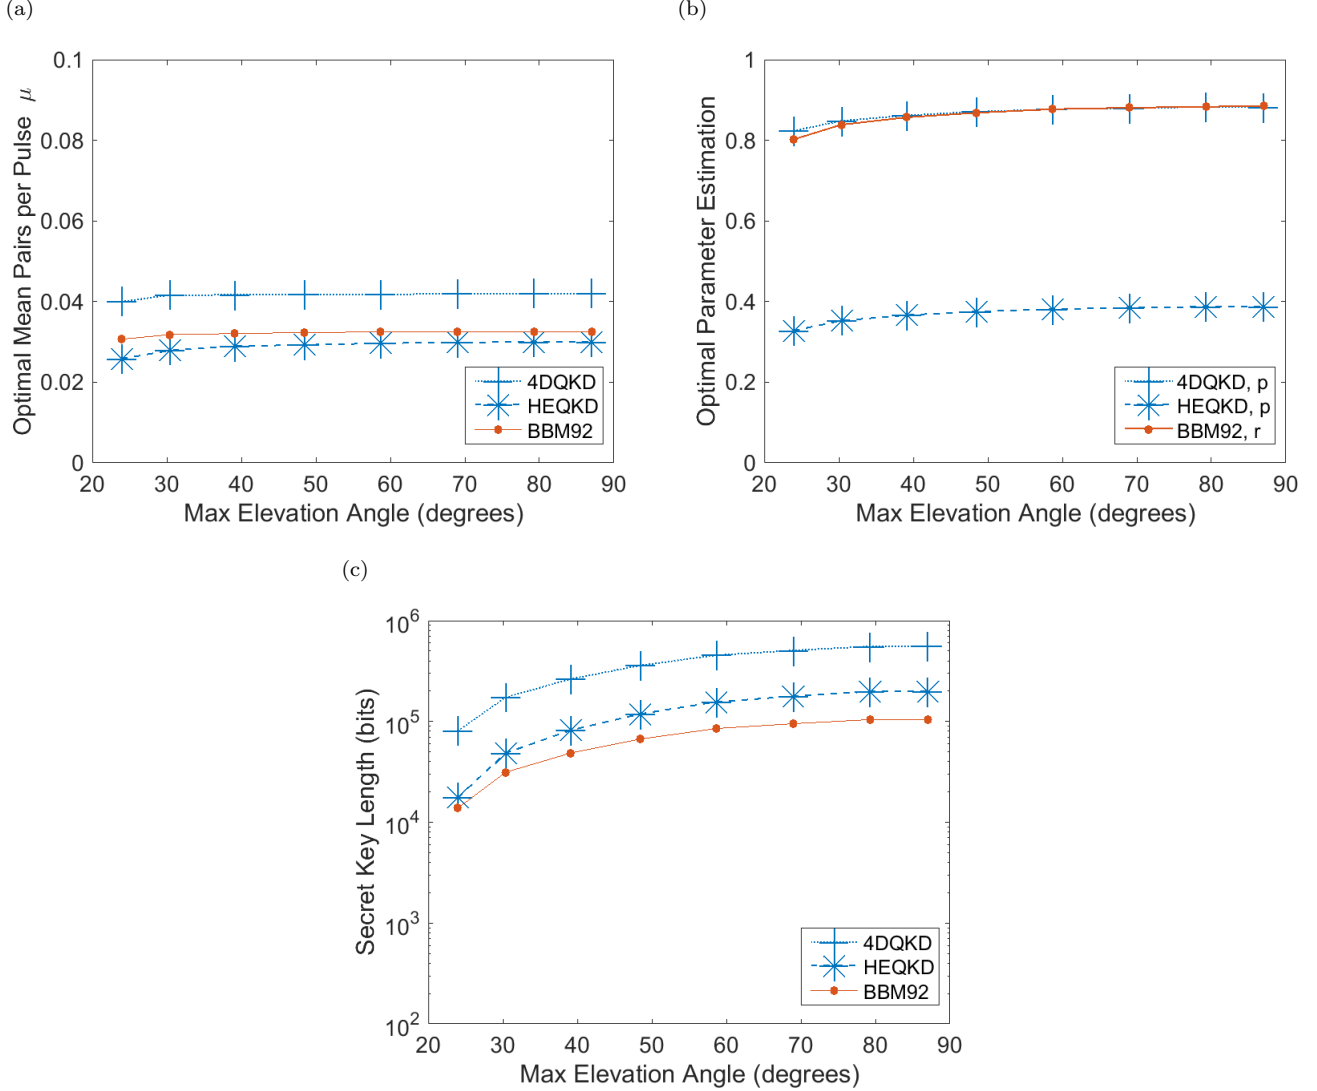 (a)
Optimal Mean Pairs per Pulse μ
0.1
0.08
0.06
0.04
0.02
0
20 30 40 50 60 70 80 90
Max Elevation Angle (degrees)
4DQKD
HEQKD
BBM92
(b)
Optimal Parameter Estimation
1
0.8
0.6
0.4
0.2
0
20 30 40 50 60 70 80 90
Max Elevation Angle (degrees)
4DQKD, p
HEQKD, p
BBM92, r
(c)
Secret Key Length (bits)
10^6
10^5
10^4
10^3
10^2
20 30 40 50 60 70 80 90
Max Elevation Angle (degrees)
4DQKD
HEQKD
BBM92